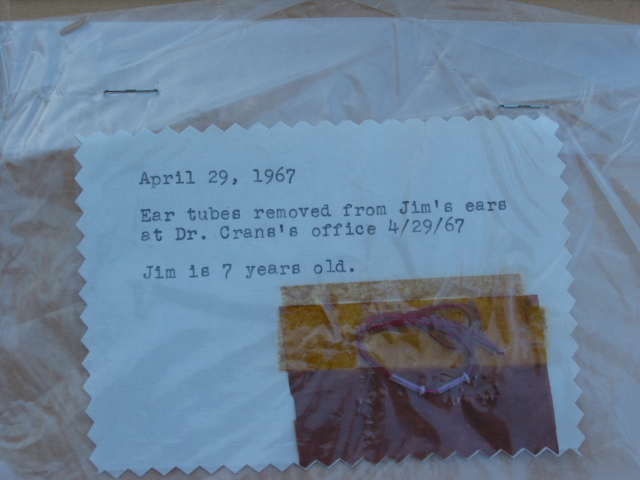 April 29, 1967
Ear tubes removed from Jim's ears
at Dr. Crans's office 4/29/67
Jim is 7 years old.